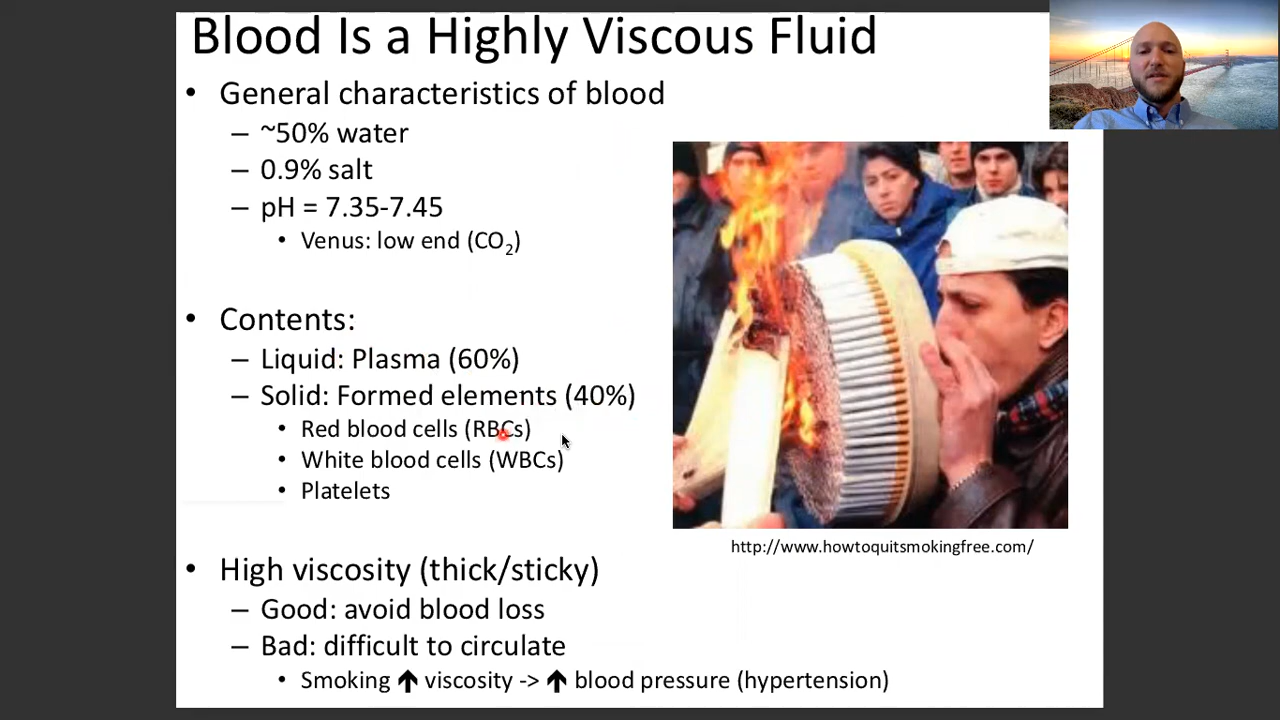 Blood Is a Highly Viscous Fluid
• General characteristics of blood
– ~50% water
– 0.9% salt
– pH = 7.35-7.45
• Venus: low end (CO₂)
• Contents:
– Liquid: Plasma (60%)
– Solid: Formed elements (40%)
• Red blood cells (RBCs)
• White blood cells (WBCs)
• Platelets
http://www.howtoquitsmokingfree.com/
• High viscosity (thick/sticky)
– Good: avoid blood loss
– Bad: difficult to circulate
• Smoking 🡅 viscosity -> 🡅 blood pressure (hypertension)